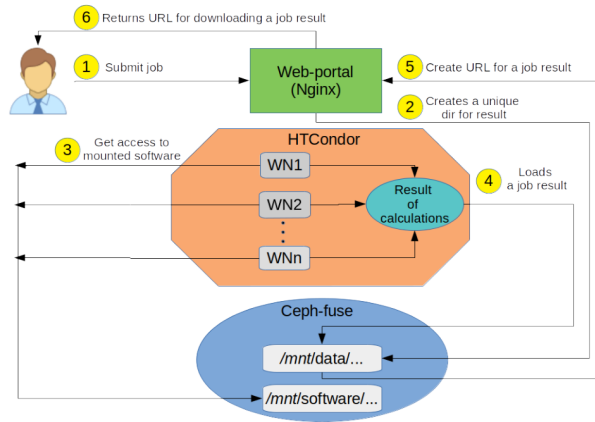 6 Returns URL for downloading a job result
1 Submit job
Web-portal
(Nginx)
5 Create URL for a job result
2 Creates a unique
dir for result
3 Get access to
mounted software
HTCondor
WN1
WN2
WNn
Result
of
calculations
4 Loads
a job result
Ceph-fuse
/mnt/data/...
/mnt/software/...